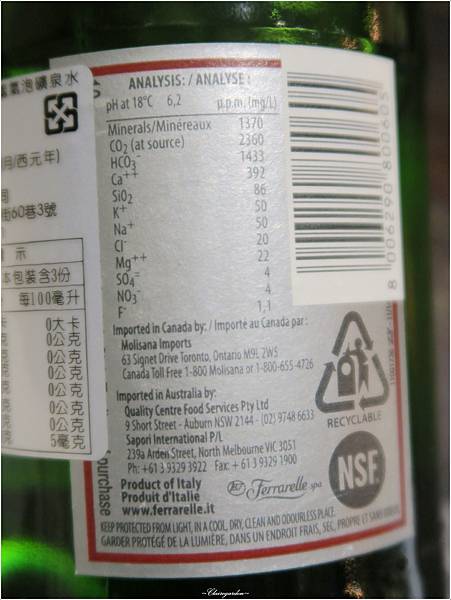 氣泡礦泉水
月/西元年)
司
街60巷3號
示
本包裝含3份
每100毫升
0大卡
0公克
0公克
0公克
0公克
0公克
0公克
5毫克
ANALYSIS: / ANALYSE:
pH at 18°C 6,2 p.p.m. (mg/L)
Minerals/Minéreaux 1370
CO2 (at source) 2360
HCO3- 1433
Ca++ 392
SiO2 86
K+ 50
Na+ 50
Cl- 20
Mg++ 22
SO4= 4
NO3- 4
F- 1,1
Imported in Canada by: / Importé au Canada par :
Molisana Imports
63 Signet Drive Toronto, Ontario M9L 2W5
Canada Toll Free 1-800 Molisana or 1-800-655-4726
Imported in Australia by:
Quality Centre Food Services Pty Ltd
9 Short Street - Auburn NSW 2144 - (02) 9748 6633
Sapori International P/L
239a Arden Street, North Melbourne VIC 3051
Ph: +61 3 9329 3922 Fax: +61 3 9329 1900
Product of Italy
Produit d'Italie
www.ferrarelle.it
Ferrarelle spa
KEEP PROTECTED FROM LIGHT, IN A COOL, DRY, CLEAN AND ODOURLESS PLACE.
GARDER PROTÉGÉ DE LA LUMIÈRE, DANS UN ENDROIT FRAIS, SEC, PROPRE ET SANS
purchase
8 006290 800605
RECYCLABLE
NSF
~Clairegarden~